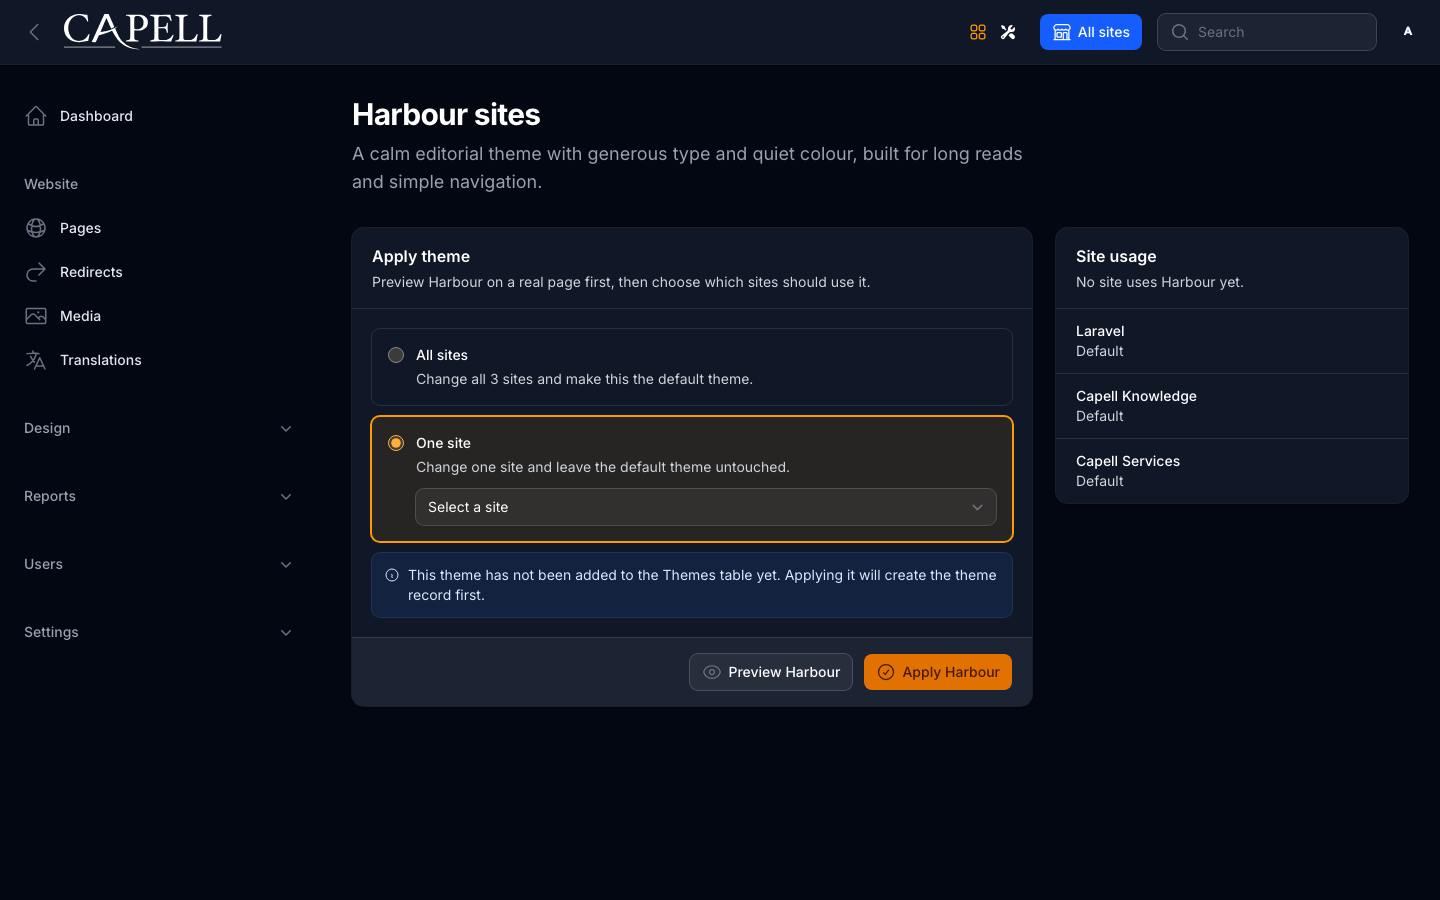 CAPELL
All sites
Search
A
Dashboard
Website
Pages
Redirects
Media
Translations
Design
Reports
Users
Settings
Harbour sites
A calm editorial theme with generous type and quiet colour, built for long reads
and simple navigation.
Apply theme
Preview Harbour on a real page first, then choose which sites should use it.
All sites
Change all 3 sites and make this the default theme.
One site
Change one site and leave the default theme untouched.
Select a site
This theme has not been added to the Themes table yet. Applying it will create the theme
record first.
Preview Harbour
Apply Harbour
Site usage
No site uses Harbour yet.
Laravel
Default
Capell Knowledge
Default
Capell Services
Default